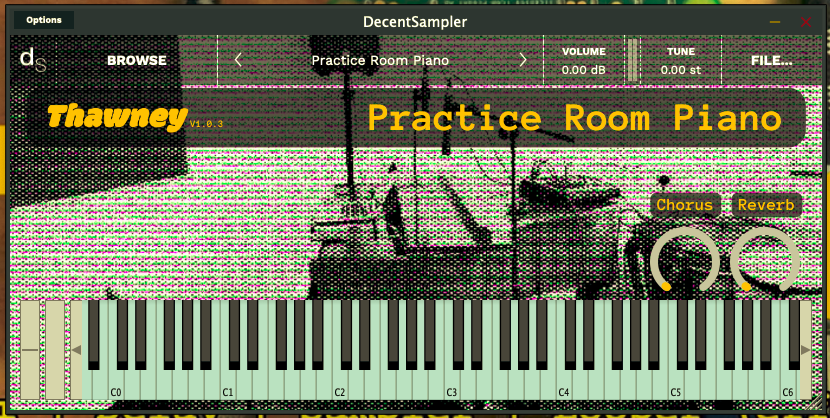 Options
DecentSampler
dS
BROWSE
Practice Room Piano
VOLUME
0.00 dB
TUNE
0.00 st
FILE...
Thawney V1.0.3
Practice Room Piano
Chorus
Reverb
C0 C1 C2 C3 C4 C5 C6